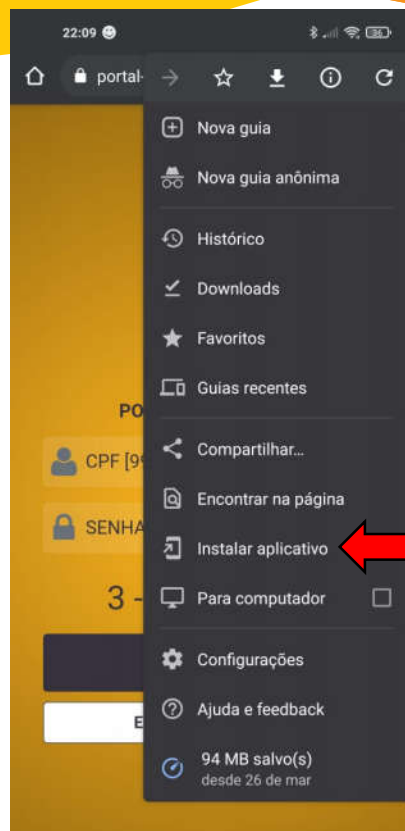 22:09
portal-
Nova guia
Nova guia anônima
Histórico
Downloads
Favoritos
Guias recentes
PO
Compartilhar...
CPF [99
Encontrar na página
SENHA
Instalar aplicativo
3 -
Para computador
Configurações
E
Ajuda e feedback
94 MB salvo(s)
desde 26 de mar